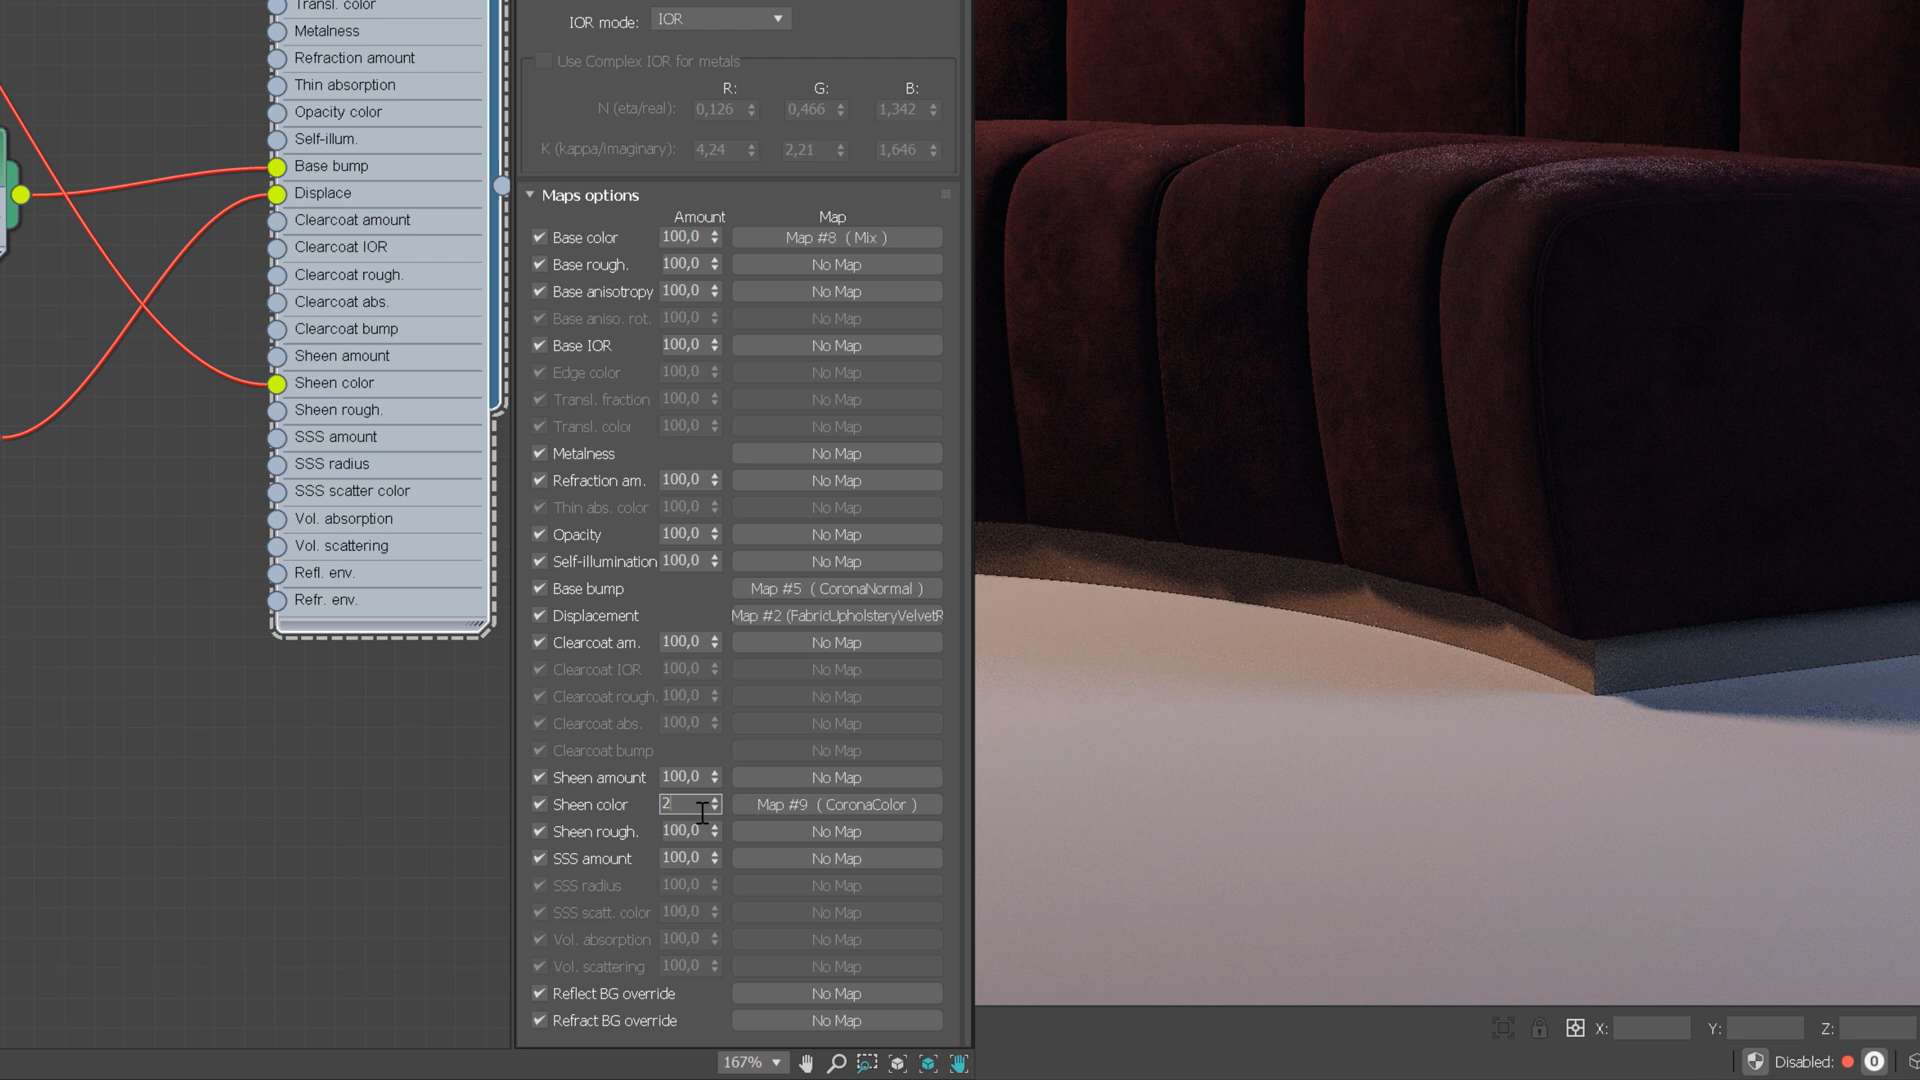 Transl. color
Metalness
Refraction amount
Thin absorption
Opacity color
Self-illum.
Base bump
Displace
Clearcoat amount
Clearcoat IOR
Clearcoat rough.
Clearcoat abs.
Clearcoat bump
Sheen amount
Sheen color
Sheen rough.
SSS amount
SSS radius
SSS scatter color
Vol. absorption
Vol. scattering
Refl. env.
Refr. env.
IOR mode: IOR
Use Complex IOR for metals
R: G: B:
N (eta/real): 0,126 0,466 1,342
K (kappa/imaginary): 4,24 2,21 1,646
Maps options
Amount Map
Base color 100,0 Map #8 ( Mix )
Base rough. 100,0 No Map
Base anisotropy 100,0 No Map
Base aniso. rot. 100,0 No Map
Base IOR 100,0 No Map
Edge color 100,0 No Map
Transl. fraction 100,0 No Map
Transl. color 100,0 No Map
Metalness No Map
Refraction am. 100,0 No Map
Thin abs. color 100,0 No Map
Opacity 100,0 No Map
Self-illumination 100,0 No Map
Base bump Map #5 ( CoronaNormal )
Displacement Map #2 (FabricUpholsteryVelvetR
Clearcoat am. 100,0 No Map
Clearcoat IOR 100,0 No Map
Clearcoat rough. 100,0 No Map
Clearcoat abs. 100,0 No Map
Clearcoat bump No Map
Sheen amount 100,0 No Map
Sheen color 2 Map #9 ( CoronaColor )
Sheen rough. 100,0 No Map
SSS amount 100,0 No Map
SSS radius 100,0 No Map
SSS scatt. color 100,0 No Map
Vol. absorption 100,0 No Map
Vol. scattering 100,0 No Map
Reflect BG override No Map
Refract BG override No Map
167%
X: Y: Z:
Disabled: 0